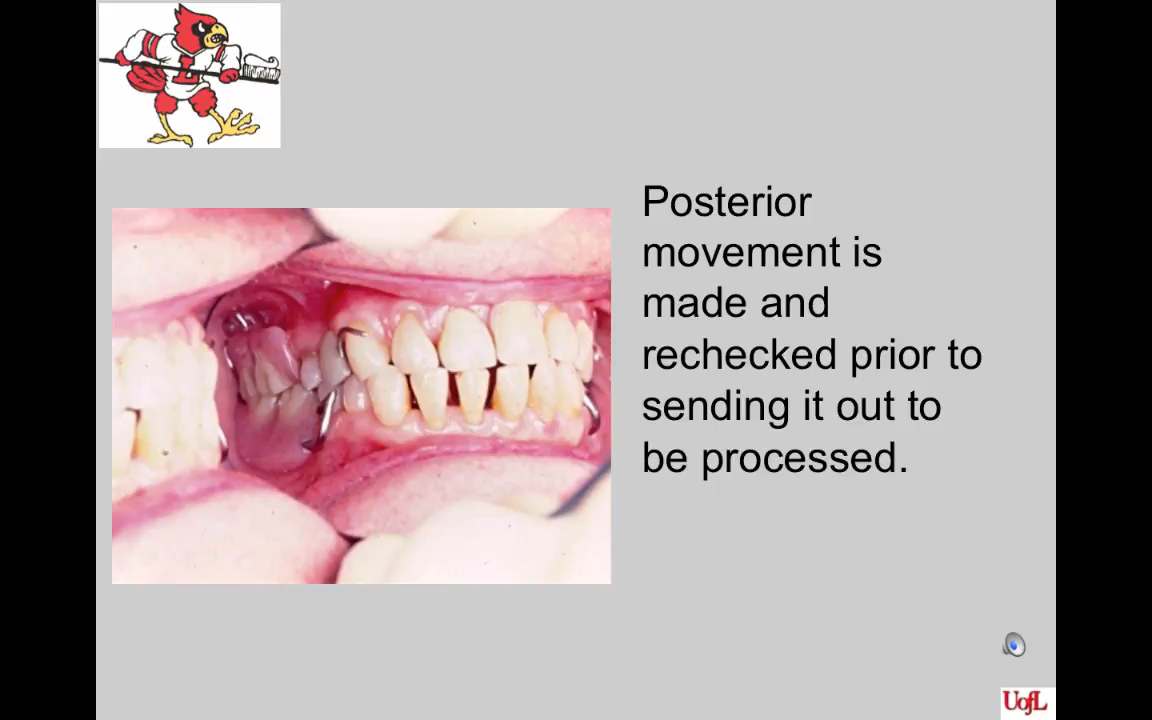 L
Posterior
movement is
made and
rechecked prior to
sending it out to
be processed.
UofL